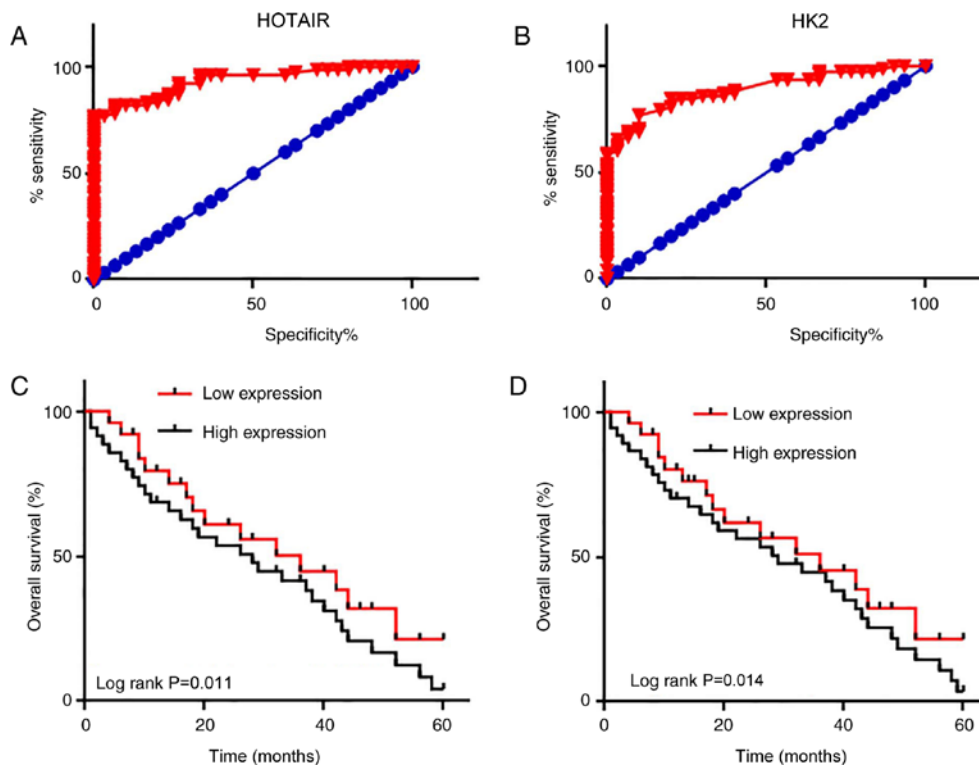 A
HOTAIR
100
50
0
% sensitivity
0 50 100
Specificity%
B
HK2
100
50
0
% sensitivity
0 50 100
Specificity%
C
Low expression
High expression
100
50
0
Overall survival (%)
Log rank P=0.011
0 20 40 60
Time (months)
D
Low expression
High expression
100
50
0
Overall survival (%)
Log rank P=0.014
0 20 40 60
Time (months)